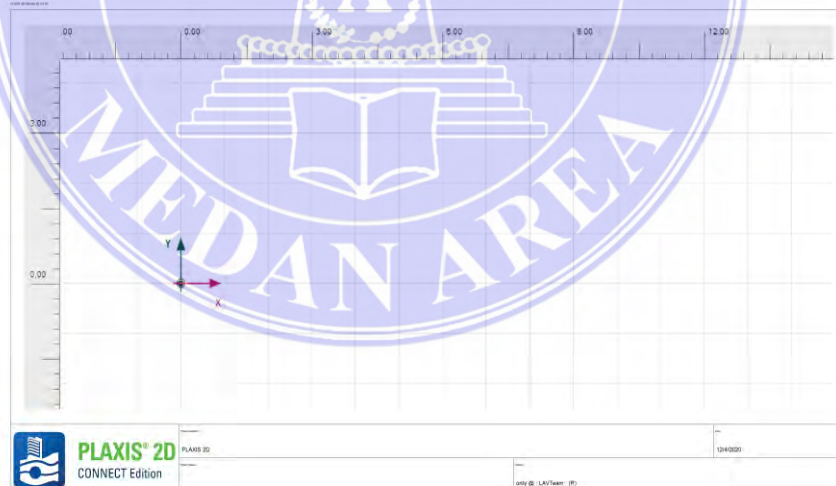 .00 0.00 3.00 6.00 9.00 12.00
3.00
MEDAN AREA
Y
0.00
X
PLAXIS® 2D
CONNECT Edition
PLAXIS 2D
12/4/2020
only @ : LAVTeam : (R)